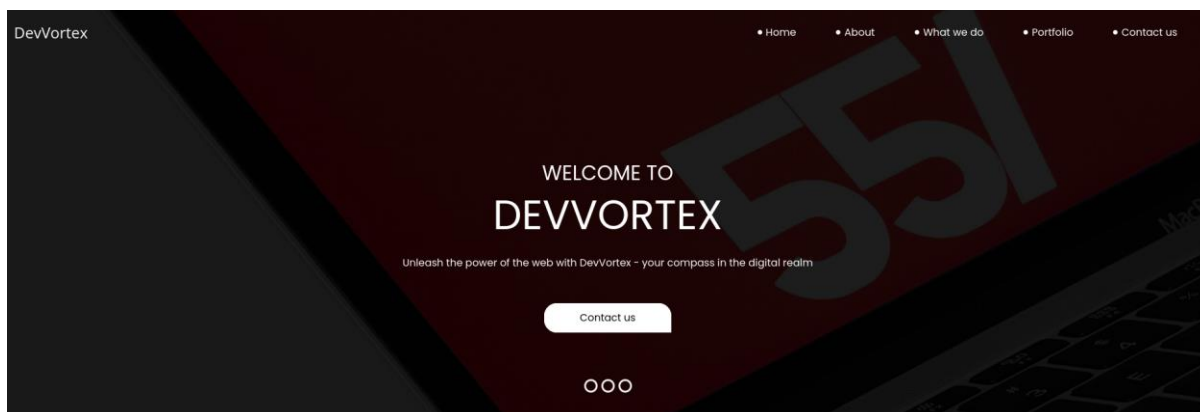 DevVortex
• Home • About • What we do • Portfolio • Contact us
WELCOME TO
DEVVORTEX
Unleash the power of the web with DevVortex - your compass in the digital realm
Contact us
55/